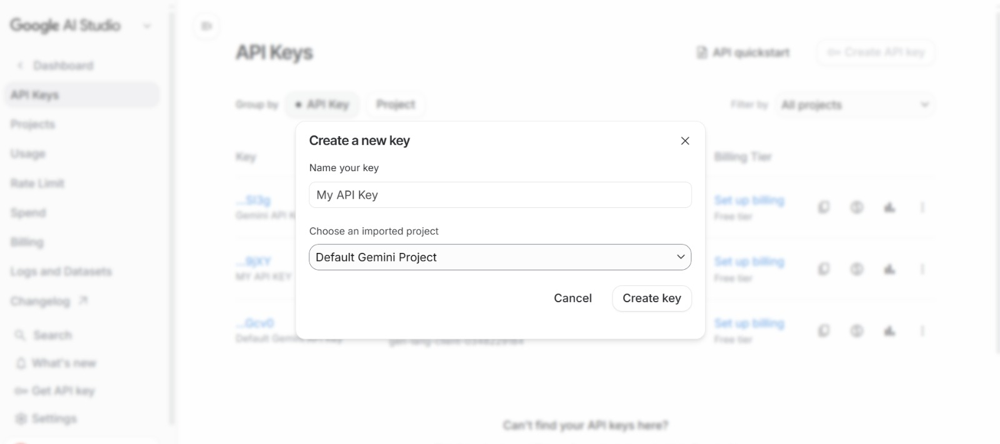 Google AI Studio
Dashboard
API Keys
Projects
Usage
Rate Limit
Spend
Billing
Logs and Datasets
Changelog
Search
What's new
Get API key
Settings
API Keys
API quickstart
Create API key
Group by
API Key
Project
Filter by
All projects
Key
Billing Tier
...SI3g
Gemini API
Set up billing
Free tier
...9jXY
MY API KEY
Set up billing
Free tier
...Gcv0
Default Gemini API Key
Set up billing
Free tier
Create a new key
Name your key
My API Key
Choose an imported project
Default Gemini Project
Cancel
Create key
Can't find your API keys here?